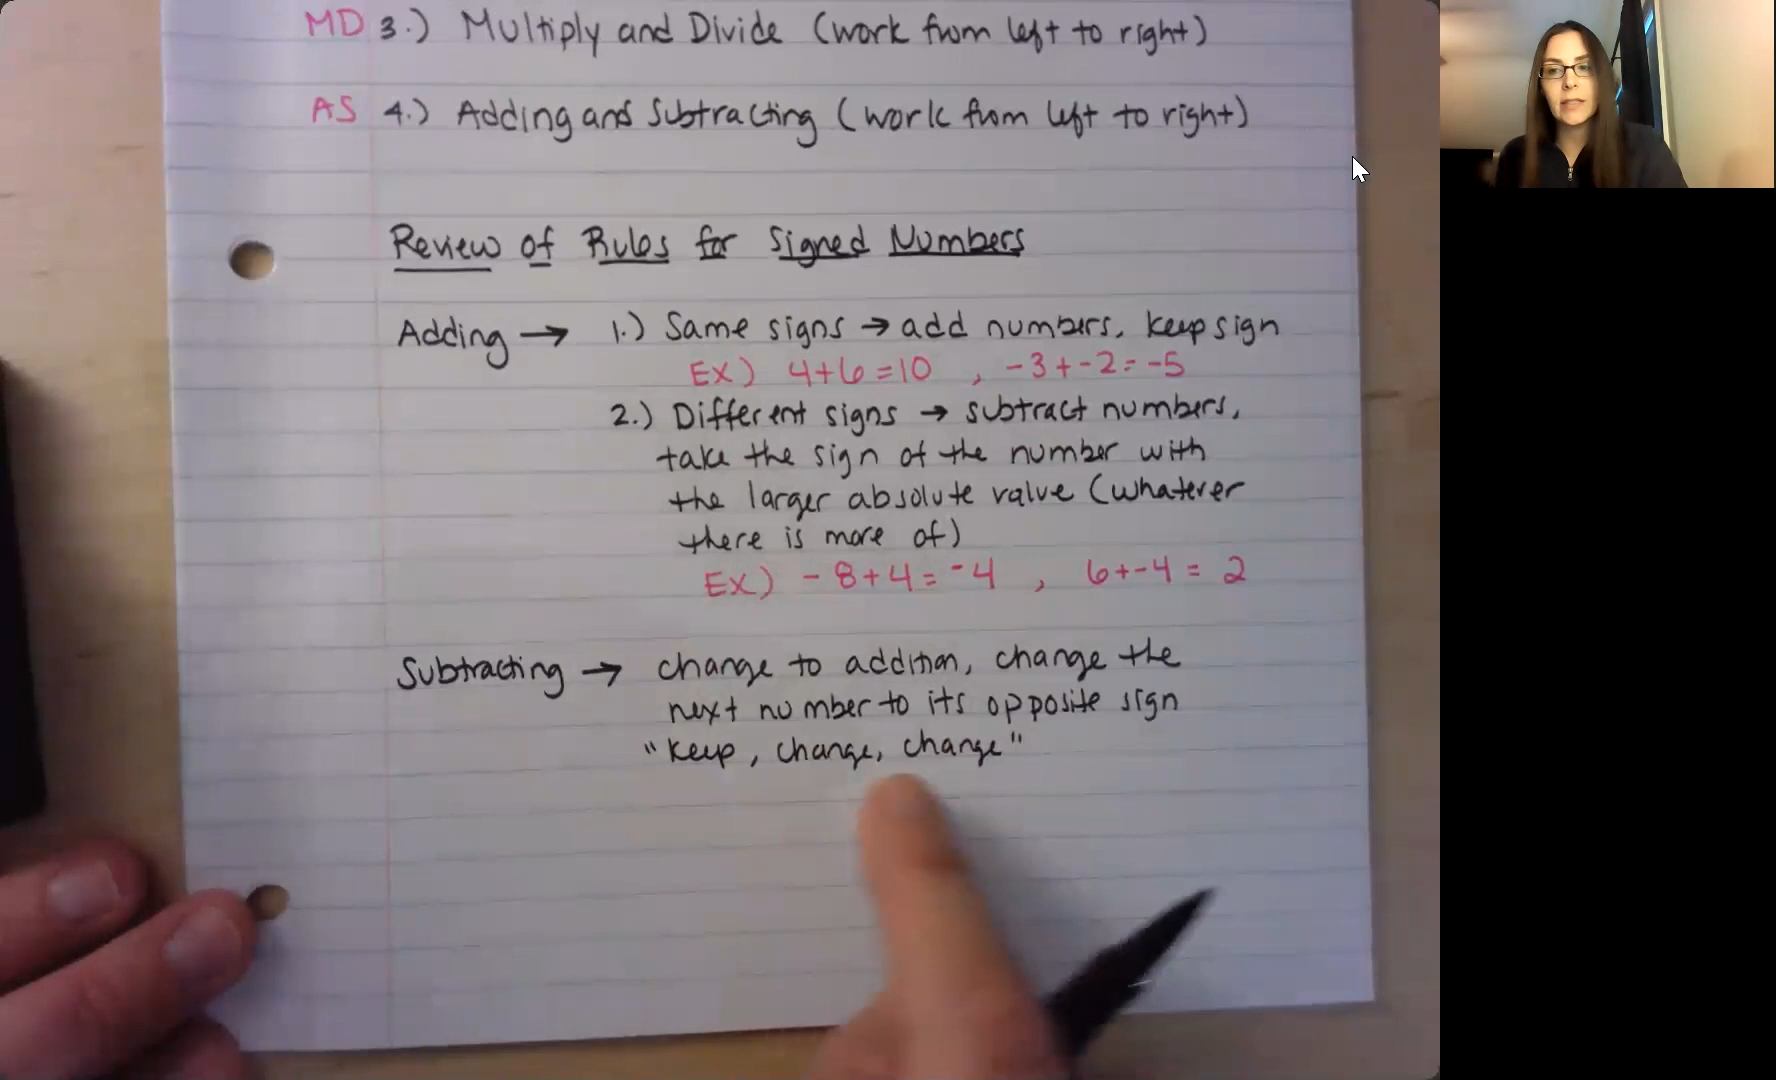 MD 3.) Multiply and Divide (work from left to right)
AS 4.) Adding and Subtracting (work from left to right)
Review of Rules for Signed Numbers
Adding → 1.) Same signs → add numbers, keep sign
EX) 4+6=10 , -3+-2=-5
2.) Different signs → subtract numbers,
take the sign of the number with
the larger absolute value (whatever
there is more of)
EX) -8+4=-4 , 6+-4=2
Subtracting → change to addition, change the
next number to its opposite sign
"keep, change, change"